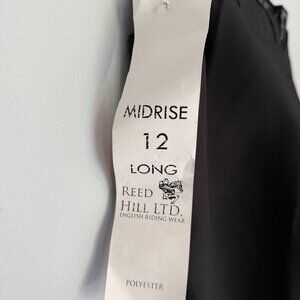 MIDRISE
12
LONG
REED
HILL LTD.
ENGLISH RIDING WEAR
POLYESTER